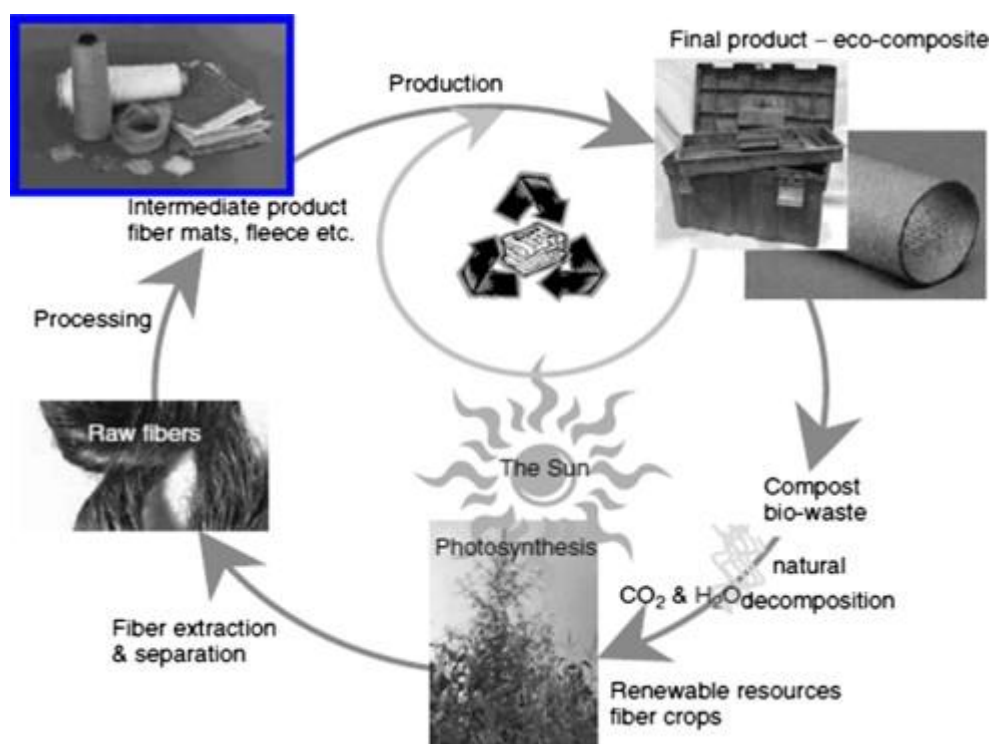 Final product – eco-composite
Production
Intermediate product
fiber mats, fleece etc.
Processing
Raw fibers
The Sun
Compost
bio-waste
Photosynthesis
natural
CO₂ & H₂O decomposition
Fiber extraction
& separation
Renewable resources
fiber crops